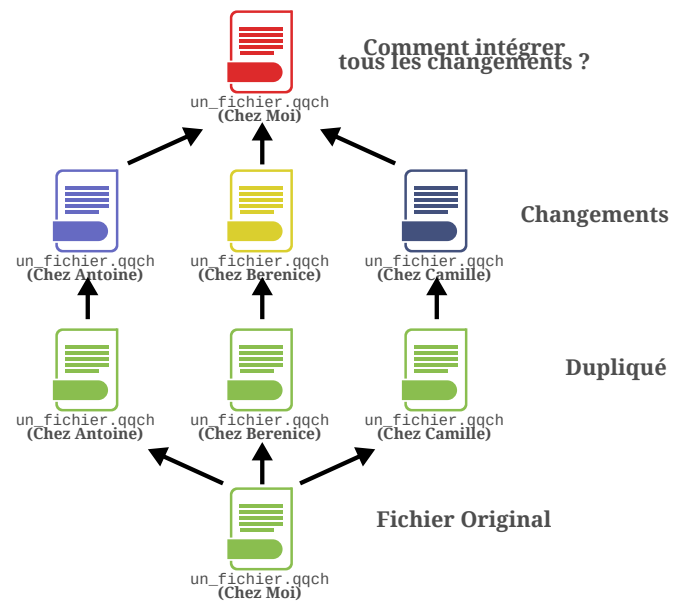 Comment intégrer
tous les changements ?
un_fichier.qqch
(Chez Moi)
un_fichier.qqch
(Chez Antoine)
un_fichier.qqch
(Chez Berenice)
un_fichier.qqch
(Chez Camille)
Changements
un_fichier.qqch
(Chez Antoine)
un_fichier.qqch
(Chez Berenice)
un_fichier.qqch
(Chez Camille)
Dupliqué
un_fichier.qqch
(Chez Moi)
Fichier Original